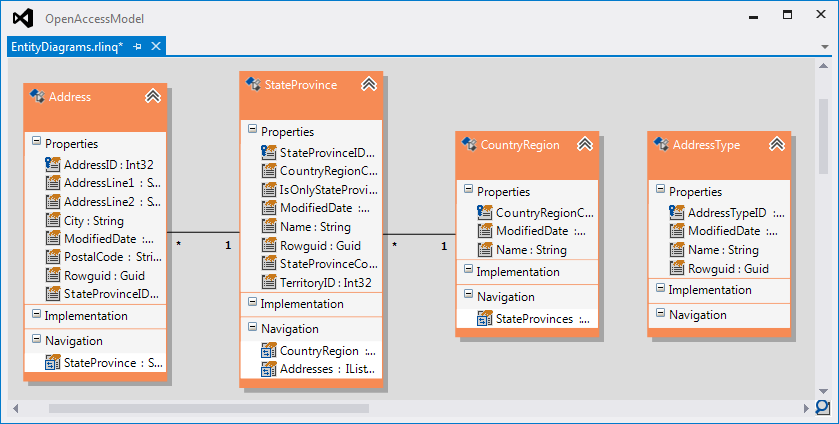 OpenAccessModel
EntityDiagrams.rlinq*
Address
Properties
AddressID : Int32
AddressLine1 : S...
AddressLine2 : S...
City : String
ModifiedDate :...
PostalCode : Stri...
Rowguid : Guid
StateProvinceID...
Implementation
Navigation
StateProvince : S...
* 1
StateProvince
Properties
StateProvinceID...
CountryRegionC...
IsOnlyStateProvi...
ModifiedDate :...
Name : String
Rowguid : Guid
StateProvinceCo...
TerritoryID : Int32
Implementation
Navigation
CountryRegion :...
Addresses : IList...
* 1
CountryRegion
Properties
CountryRegionC...
ModifiedDate :...
Name : String
Implementation
Navigation
StateProvinces :...
AddressType
Properties
AddressTypeID :...
ModifiedDate :...
Name : String
Rowguid : Guid
Implementation
Navigation